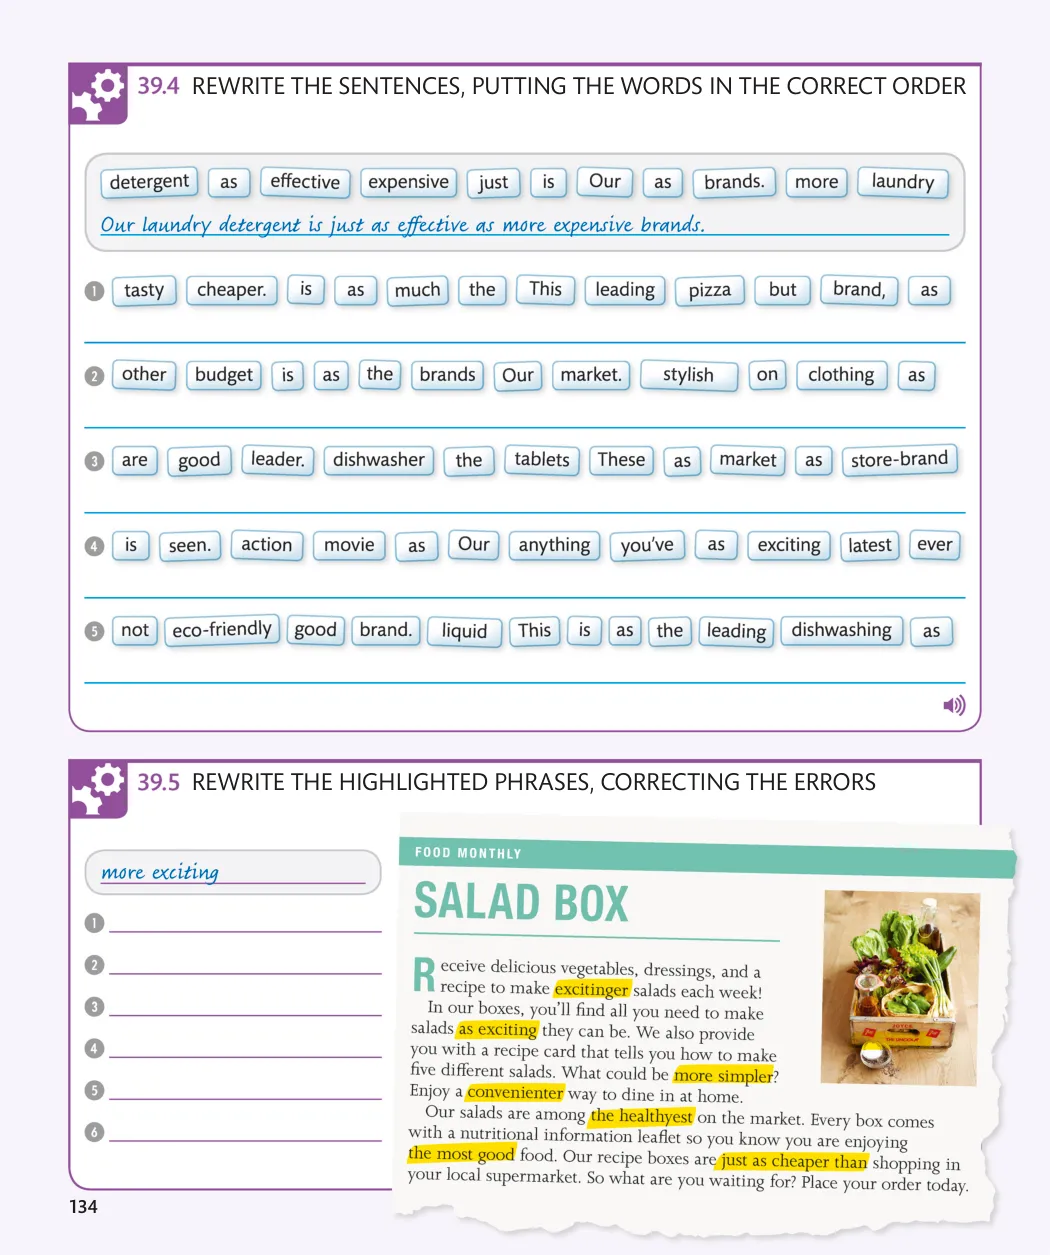 39.4 REWRITE THE SENTENCES, PUTTING THE WORDS IN THE CORRECT ORDER
detergent as effective expensive just is Our as brands. more laundry
Our laundry detergent is just as effective as more expensive brands.
1 tasty cheaper. is as much the This leading pizza but brand, as
2 other budget is as the brands Our market. stylish on clothing as
3 are good leader. dishwasher the tablets These as market as store-brand
4 is seen. action movie as Our anything you've as exciting latest ever
5 not eco-friendly good brand. liquid This is as the leading dishwashing as
39.5 REWRITE THE HIGHLIGHTED PHRASES, CORRECTING THE ERRORS
more exciting
1
2
3
4
5
6
FOOD MONTHLY
SALAD BOX
Receive delicious vegetables, dressings, and a
recipe to make excitinger salads each week!
In our boxes, you'll find all you need to make
salads as exciting they can be. We also provide
you with a recipe card that tells you how to make
five different salads. What could be more simpler?
Enjoy a convenienter way to dine in at home.
Our salads are among the healthyest on the market. Every box comes
with a nutritional information leaflet so you know you are enjoying
the most good food. Our recipe boxes are just as cheaper than shopping in
your local supermarket. So what are you waiting for? Place your order today.
134